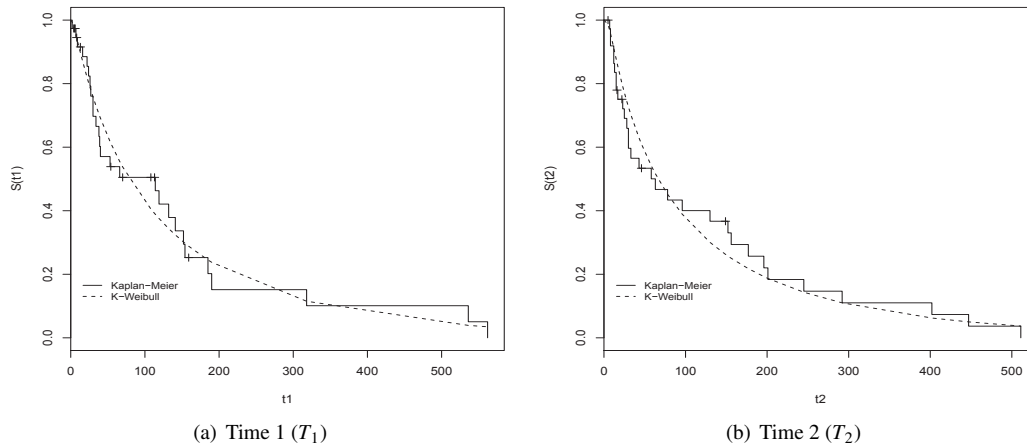 S(t1)
1.0
0.8
0.6
0.4
0.2
0.0
Kaplan−Meier
K−Weibull
0 100 200 300 400 500
t1
(a) Time 1 (T1)
S(t2)
1.0
0.8
0.6
0.4
0.2
0.0
Kaplan−Meier
K−Weibull
0 100 200 300 400 500
t2
(b) Time 2 (T2)